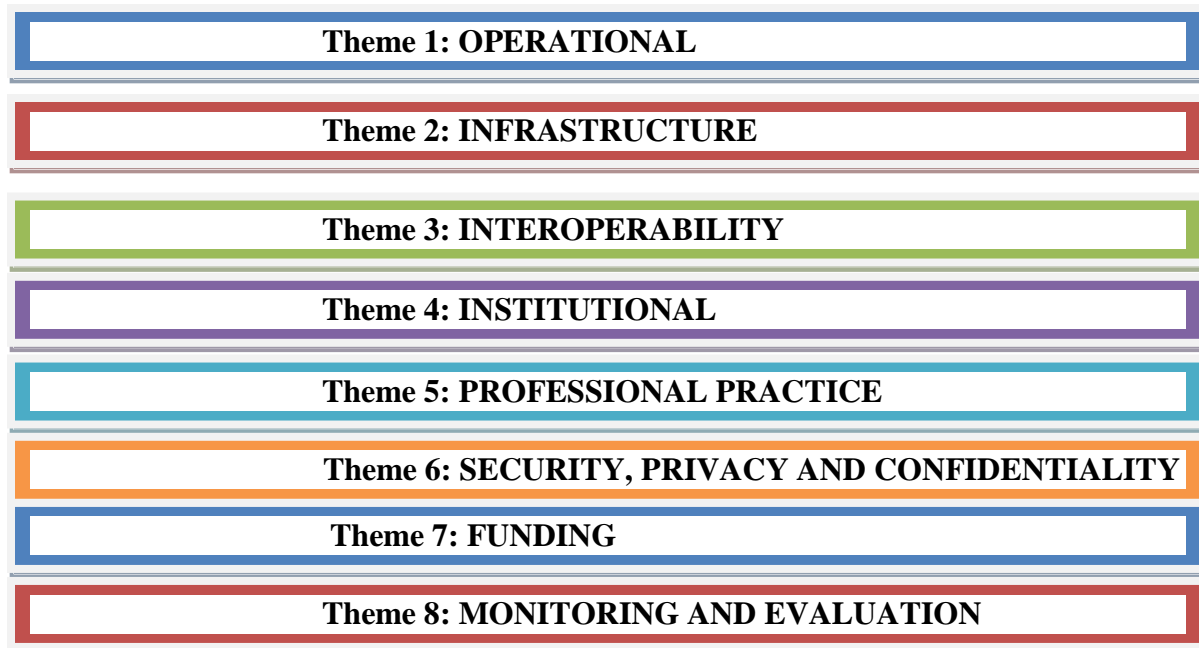 Theme 1: OPERATIONAL
Theme 2: INFRASTRUCTURE
Theme 3: INTEROPERABILITY
Theme 4: INSTITUTIONAL
Theme 5: PROFESSIONAL PRACTICE
Theme 6: SECURITY, PRIVACY AND CONFIDENTIALITY
Theme 7: FUNDING
Theme 8: MONITORING AND EVALUATION